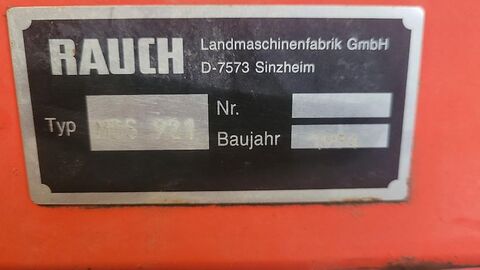 RAUCH
Landmaschinenfabrik GmbH
D-7573 Sinzheim
Typ
Nr.
Baujahr